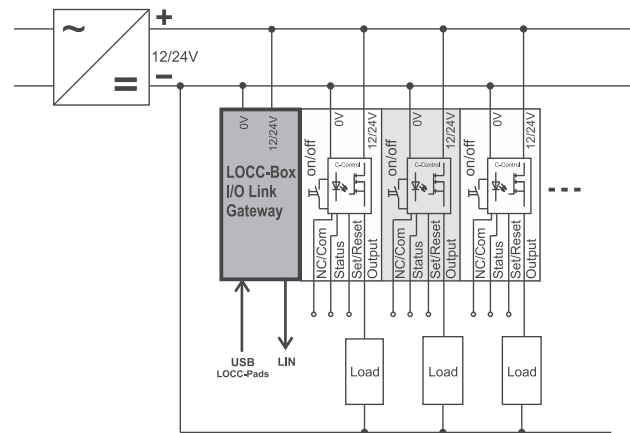 ~
+
12/24V
=
−
0V
12/24V
LOCC-Box
I/O Link
Gateway
on/off
0V
12/24V
C-Control
NC/Com
Status
Set/Reset
Output
on/off
0V
12/24V
C-Control
NC/Com
Status
Set/Reset
Output
on/off
0V
12/24V
C-Control
NC/Com
Status
Set/Reset
Output
USB
LOCC-Pads
LIN
Load
Load
Load